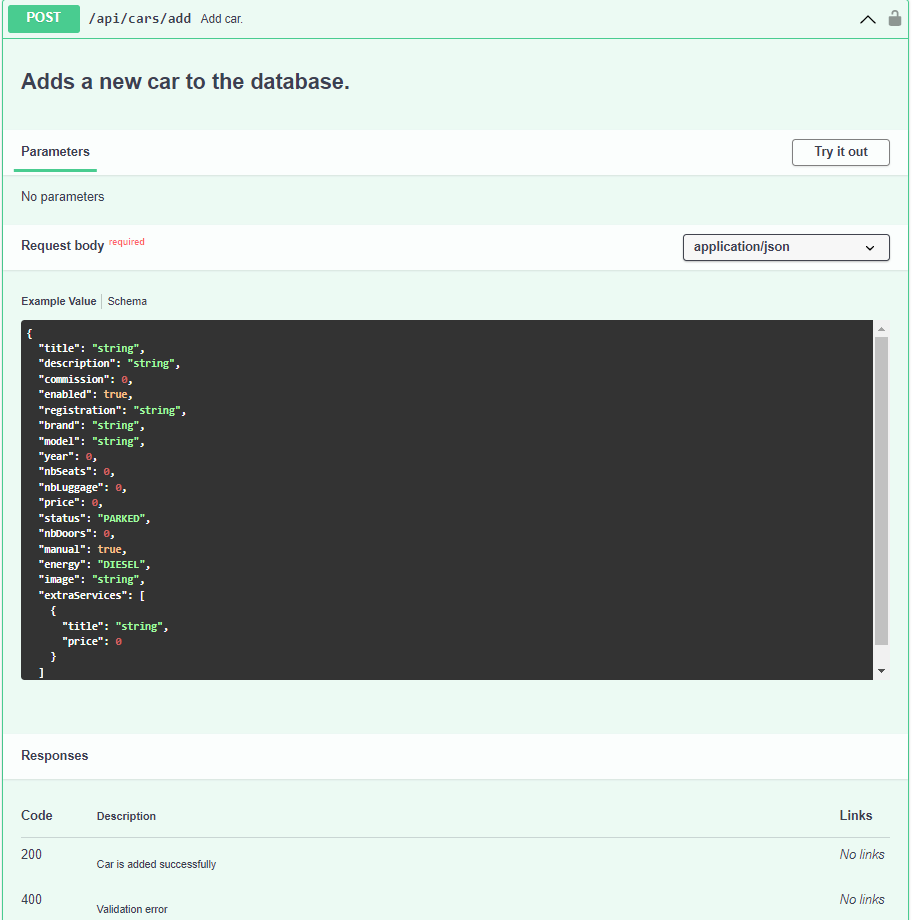 POST /api/cars/add Add car.
Adds a new car to the database.
Parameters Try it out
No parameters
Request body required application/json
Example Value Schema
{
"title": "string",
"description": "string",
"commission": 0,
"enabled": true,
"registration": "string",
"brand": "string",
"model": "string",
"year": 0,
"nbSeats": 0,
"nbLuggage": 0,
"price": 0,
"status": "PARKED",
"nbDoors": 0,
"manual": true,
"energy": "DIESEL",
"image": "string",
"extraServices": [
{
"title": "string",
"price": 0
}
]
Responses
Code Description Links
200 Car is added successfully No links
400 Validation error No links